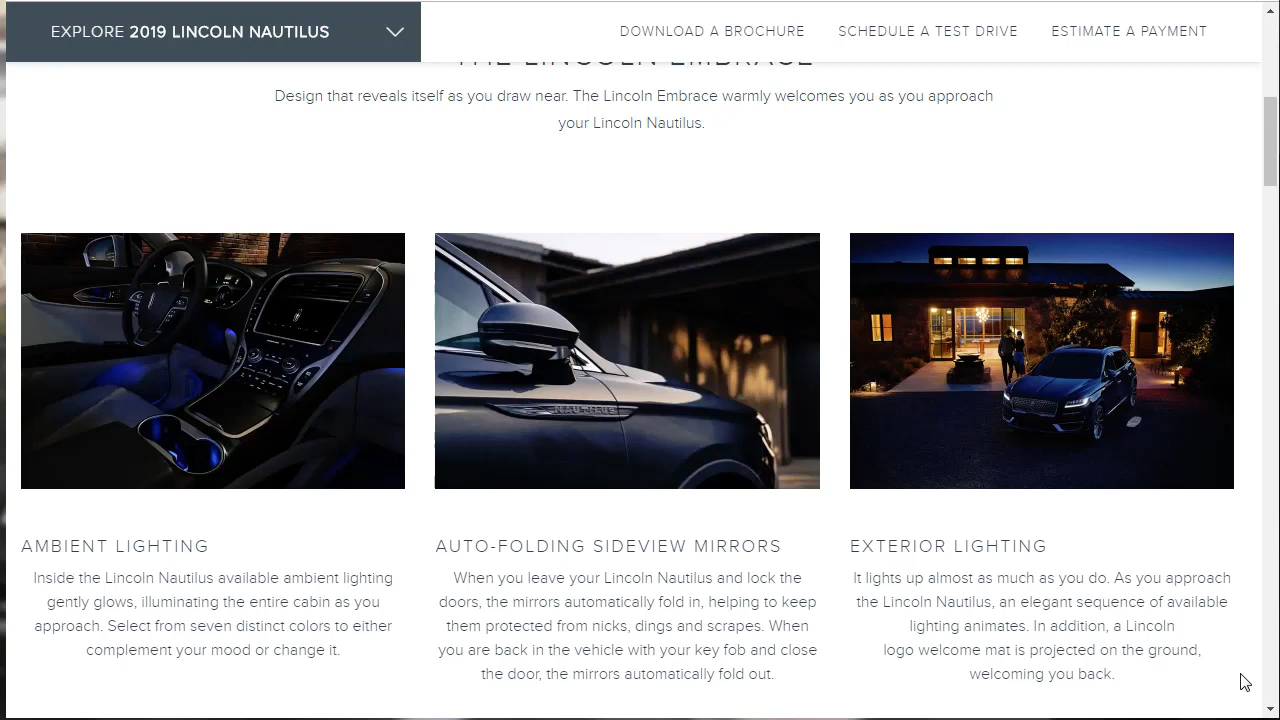 EXPLORE 2019 LINCOLN NAUTILUS
DOWNLOAD A BROCHURE
SCHEDULE A TEST DRIVE
ESTIMATE A PAYMENT
THE LINCOLN EMBRACE
Design that reveals itself as you draw near. The Lincoln Embrace warmly welcomes you as you approach
your Lincoln Nautilus.
NAUTILUS
AMBIENT LIGHTING
Inside the Lincoln Nautilus available ambient lighting
gently glows, illuminating the entire cabin as you
approach. Select from seven distinct colors to either
complement your mood or change it.
AUTO-FOLDING SIDEVIEW MIRRORS
When you leave your Lincoln Nautilus and lock the
doors, the mirrors automatically fold in, helping to keep
them protected from nicks, dings and scrapes. When
you are back in the vehicle with your key fob and close
the door, the mirrors automatically fold out.
EXTERIOR LIGHTING
It lights up almost as much as you do. As you approach
the Lincoln Nautilus, an elegant sequence of available
lighting animates. In addition, a Lincoln
logo welcome mat is projected on the ground,
welcoming you back.